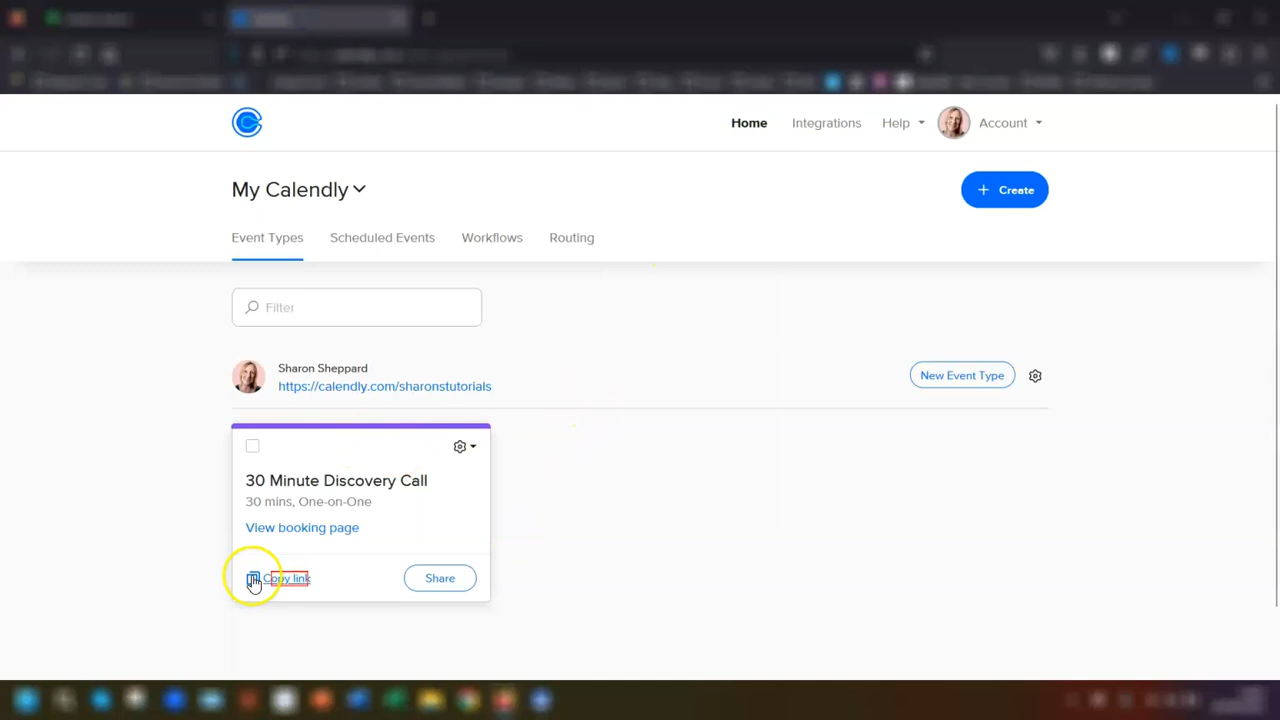 Home
Integrations
Help
Account
My Calendly
+ Create
Event Types
Scheduled Events
Workflows
Routing
Filter
Sharon Sheppard
https://calendly.com/sharonstutorials
New Event Type
30 Minute Discovery Call
30 mins, One-on-One
View booking page
Copy link
Share